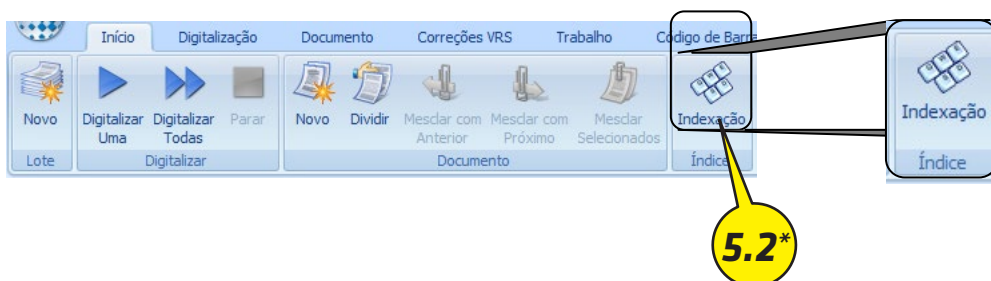 Início Digitalização Documento Correções VRS Trabalho Código de Barra
Novo Digitalizar Uma Digitalizar Todas Parar Novo Dividir Mesclar com Anterior Mesclar com Próximo Mesclar Selecionados Indexação
Lote Digitalizar Documento Índice
Indexação
Índice
5.2*